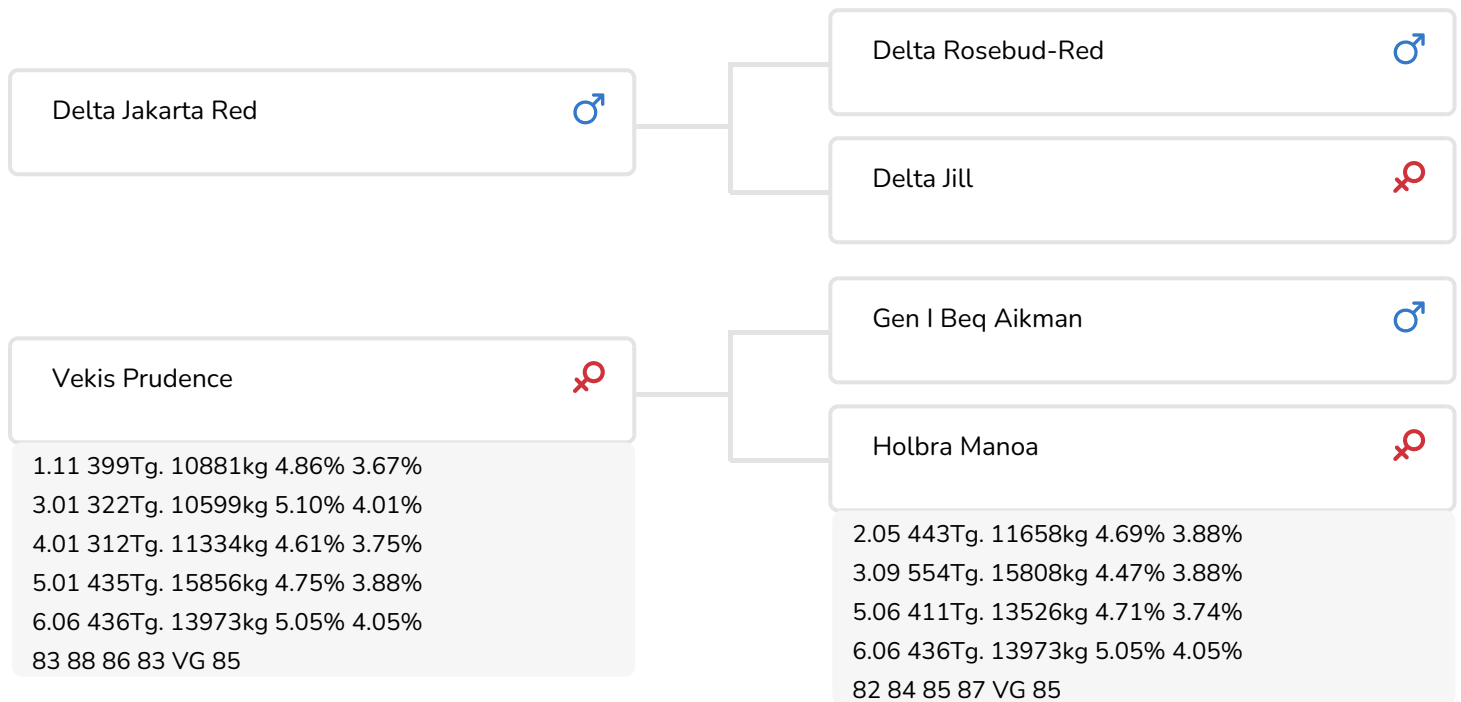 Delta Jakarta Red
Delta Rosebud-Red
Delta Jill
Vekis Prudence
1.11 399Tg. 10881kg 4.86% 3.67%
3.01 322Tg. 10599kg 5.10% 4.01%
4.01 312Tg. 11334kg 4.61% 3.75%
5.01 435Tg. 15856kg 4.75% 3.88%
6.06 436Tg. 13973kg 5.05% 4.05%
83 88 86 83 VG 85
Gen I Beq Aikman
Holbra Manoa
2.05 443Tg. 11658kg 4.69% 3.88%
3.09 554Tg. 15808kg 4.47% 3.88%
5.06 411Tg. 13526kg 4.71% 3.74%
6.06 436Tg. 13973kg 5.05% 4.05%
82 84 85 87 VG 85